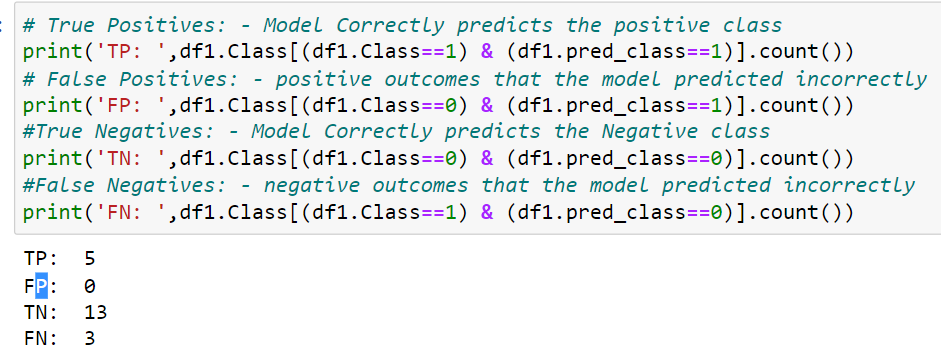 :
# True Positives: - Model Correctly predicts the positive class
print('TP: ',df1.Class[(df1.Class==1) & (df1.pred_class==1)].count())
# False Positives: - positive outcomes that the model predicted incorrectly
print('FP: ',df1.Class[(df1.Class==0) & (df1.pred_class==1)].count())
#True Negatives: - Model Correctly predicts the Negative class
print('TN: ',df1.Class[(df1.Class==0) & (df1.pred_class==0)].count())
#False Negatives: - negative outcomes that the model predicted incorrectly
print('FN: ',df1.Class[(df1.Class==1) & (df1.pred_class==0)].count())
TP:  5
FP:  0
TN:  13
FN:  3